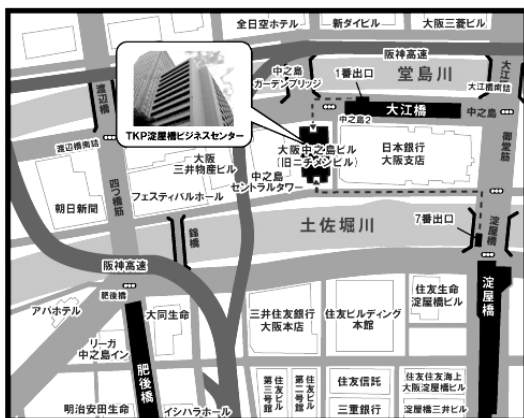 全日空ホテル
新ダイビル
大阪三菱ビル
阪神高速
大江橋
渡辺橋
中之島
ガーデンブリッジ
1番出口
堂島川
大江橋南詰
大江橋
中之島
TKP淀屋橋ビジネスセンター
渡辺橋南詰
中之島2
御堂筋
大阪
三井物産ビル
大阪中之島ビル
(旧ニチメンビル)
日本銀行
大阪支店
四つ橋筋
中之島
セントラルタワー
フェスティバルホール
朝日新聞
錦橋
土佐堀川
7番出口
淀屋橋
阪神高速
肥後橋
淀屋橋
アパホテル
大同生命
三井住友銀行
大阪本店
住友ビルディング
本館
住友生命
淀屋橋ビル
リーガ
中之島イン
肥後橋
住友ビル
第三号館
住友ビル
第二号館
住友信託
住友住友海上
大阪淀屋橋ビル
明治安田生命
イシハラホール
三重銀行
淀屋橋三井ビル